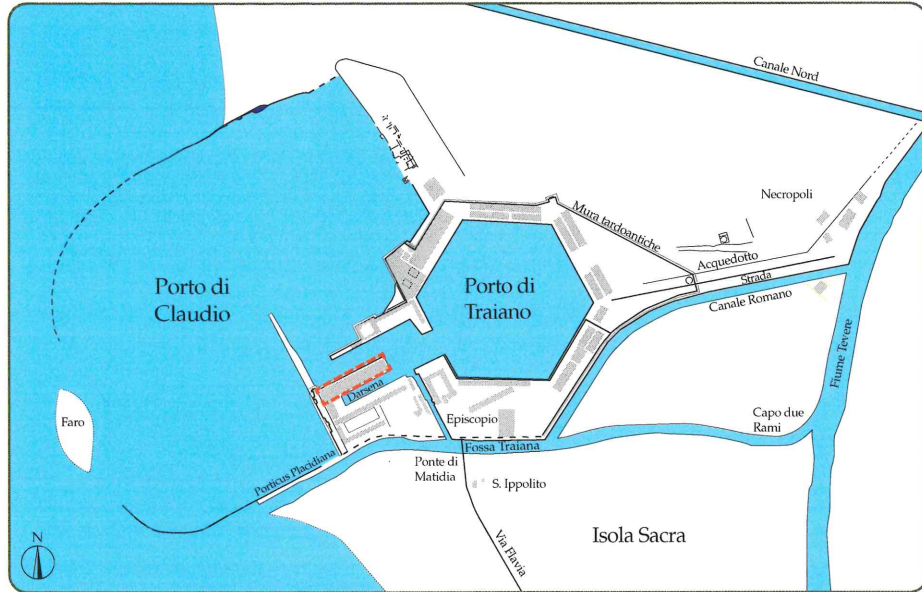 Canale Nord
Necropoli
Mura tardoantiche
Acquedotto
Strada
Canale Romano
Porto di
Claudio
Porto di
Traiano
Fiume Tevere
Darsena
Faro
Episcopio
Capo due
Rami
Fossa Traiana
Porticus Placidiana
Ponte di
Matidia
S. Ippolito
Via Flavia
Isola Sacra
N